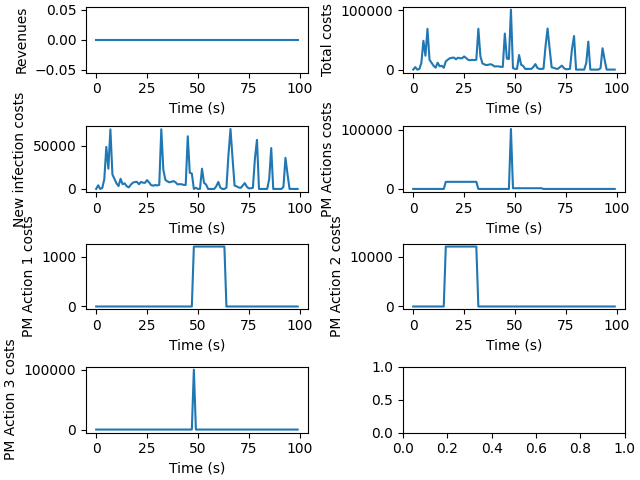 Revenues
0.05
0.00
−0.05
0 25 50 75 100
Time (s)
Total costs
100000
0
0 25 50 75 100
Time (s)
New infection costs
50000
0
0 25 50 75 100
Time (s)
PM Actions costs
100000
0
0 25 50 75 100
Time (s)
PM Action 1 costs
1000
0
0 25 50 75 100
Time (s)
PM Action 2 costs
10000
0
0 25 50 75 100
Time (s)
PM Action 3 costs
100000
0
0 25 50 75 100
Time (s)
1.0
0.5
0.0
0.0 0.2 0.4 0.6 0.8 1.0